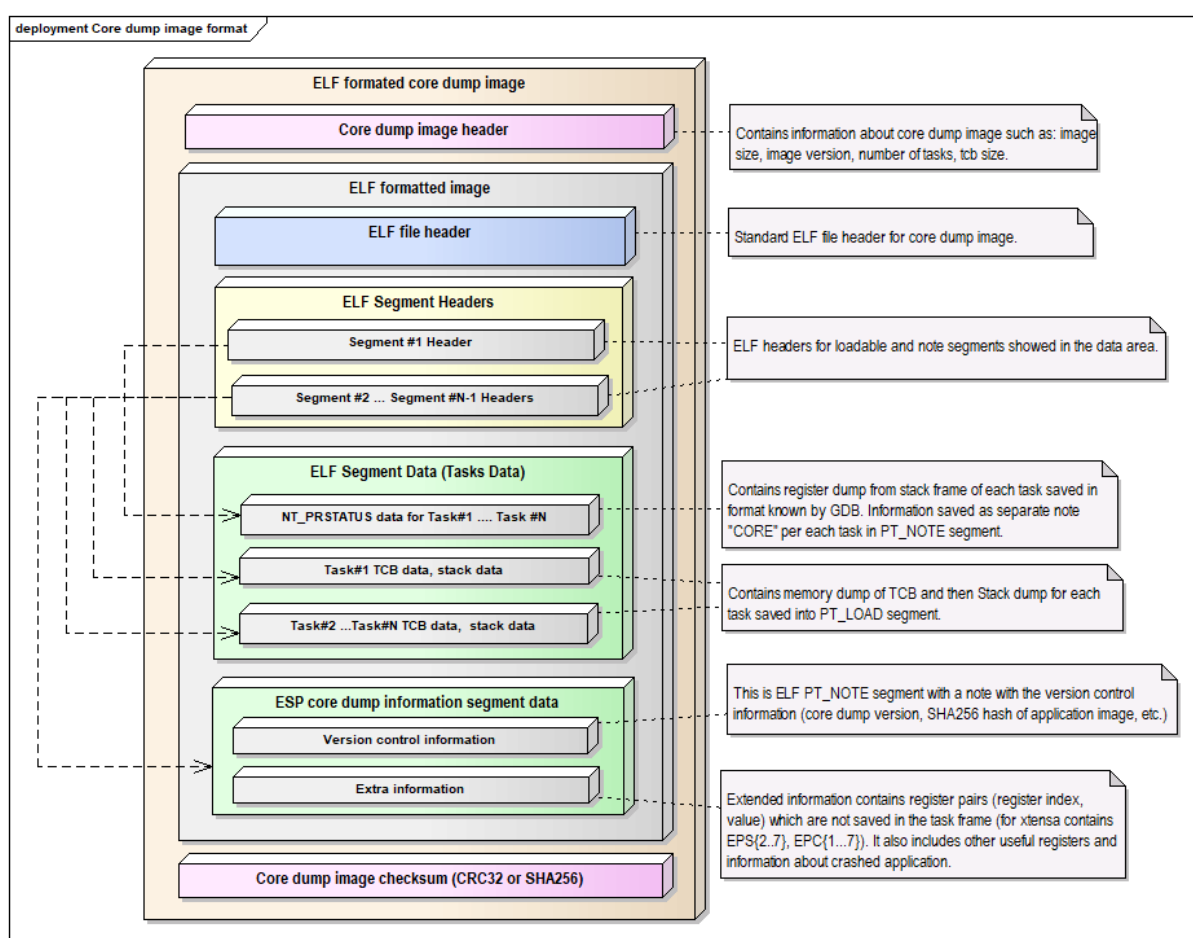 deployment Core dump image format
ELF formated core dump image
Core dump image header
Contains information about core dump image such as: image
size, image version, number of tasks, tcb size.
ELF formatted image
ELF file header
Standard ELF file header for core dump image.
ELF Segment Headers
Segment #1 Header
ELF headers for loadable and note segments showed in the data area.
Segment #2 ... Segment #N-1 Headers
ELF Segment Data (Tasks Data)
NT_PRSTATUS data for Task#1 .... Task #N
Contains register dump from stack frame of each task saved in
format known by GDB. Information saved as separate note
"CORE" per each task in PT_NOTE segment.
Task#1 TCB data, stack data
Contains memory dump of TCB and then Stack dump for each
task saved into PT_LOAD segment.
Task#2 ...Task#N TCB data, stack data
ESP core dump information segment data
This is ELF PT_NOTE segment with a note with the version control
information (core dump version, SHA256 hash of application image, etc.)
Version control information
Extra information
Extended information contains register pairs (register index,
value) which are not saved in the task frame (for xtensa contains
EPS{2..7}, EPC{1...7}). It also includes other useful registers and
information about crashed application.
Core dump image checksum (CRC32 or SHA256)